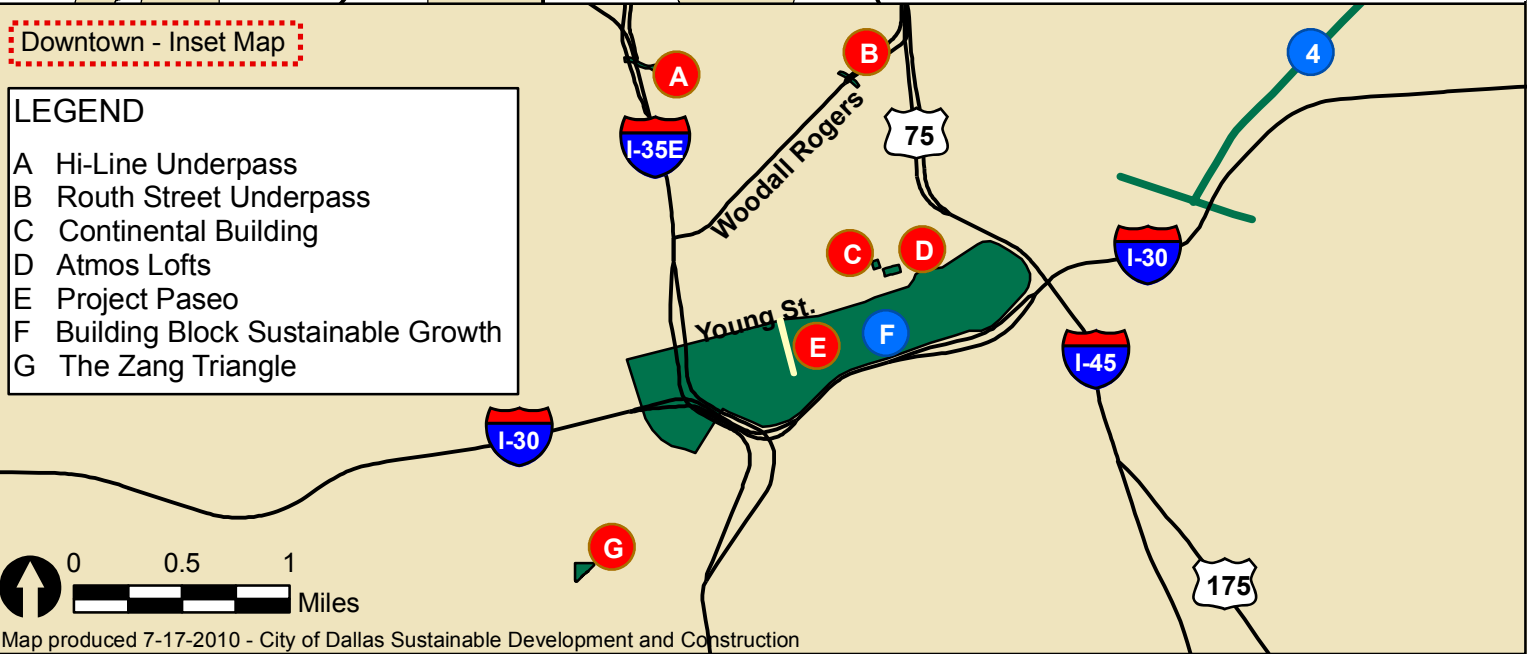 Downtown - Inset Map
LEGEND
A Hi-Line Underpass
B Routh Street Underpass
C Continental Building
D Atmos Lofts
E Project Paseo
F Building Block Sustainable Growth
G The Zang Triangle
A
B
4
I-35E
75
Woodall Rogers
C
D
I-30
Young St.
E
F
I-45
I-30
G
175
0 0.5 1
Miles
Map produced 7-17-2010 - City of Dallas Sustainable Development and Construction